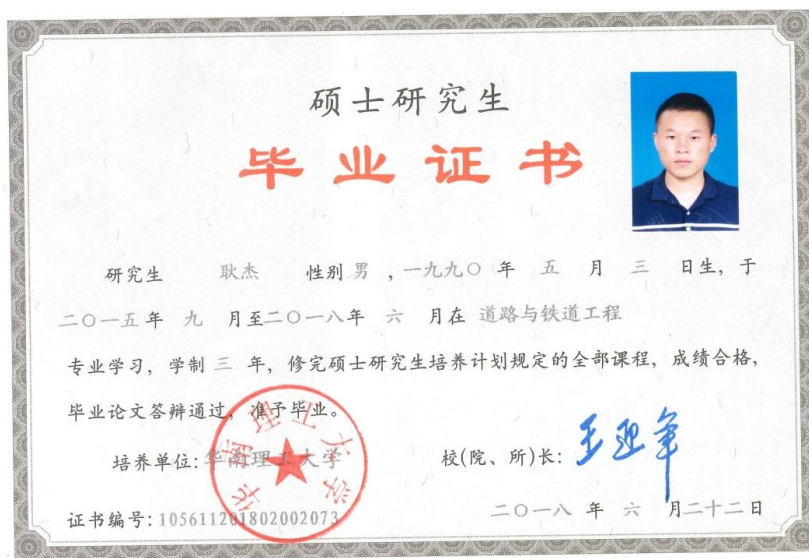 硕士研究生
毕业证书
研究生 耿杰 性别 男 ，一九九〇 年 五 月 三 日生，于
二〇一五 年 九 月至二〇一八年 六 月在 道路与铁道工程
专业学习，学制 三 年，修完硕士研究生培养计划规定的全部课程，成绩合格，
毕业论文答辩通过，准予毕业。
培养单位：华南理工大学
校(院、所)长：王迎军
华南理工大学
证书编号：105611201802002073
二〇一八 年 六 月二十二日